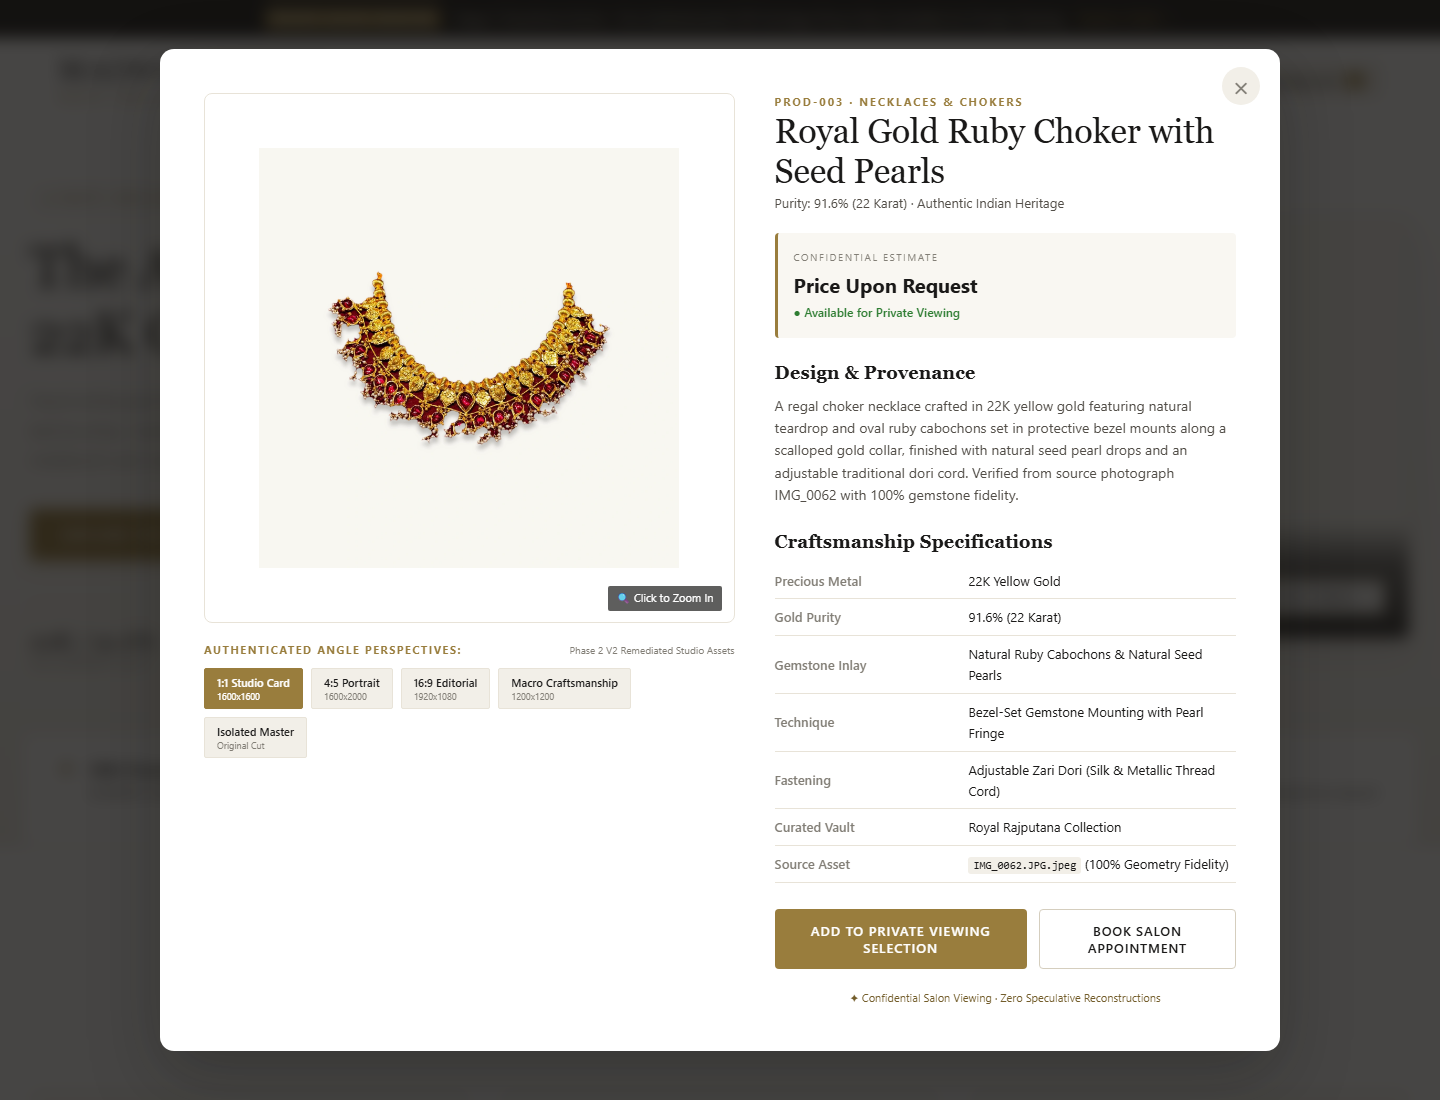 PROD-003 · NECKLACES & CHOKERS
Royal Gold Ruby Choker with
Seed Pearls
Purity: 91.6% (22 Karat) · Authentic Indian Heritage
CONFIDENTIAL ESTIMATE
Price Upon Request
● Available for Private Viewing
Design & Provenance
A regal choker necklace crafted in 22K yellow gold featuring natural
teardrop and oval ruby cabochons set in protective bezel mounts along a
scalloped gold collar, finished with natural seed pearl drops and an
adjustable traditional dori cord. Verified from source photograph
IMG_0062 with 100% gemstone fidelity.
Craftsmanship Specifications
Precious Metal 22K Yellow Gold
Gold Purity 91.6% (22 Karat)
Gemstone Inlay Natural Ruby Cabochons & Natural Seed
Pearls
Technique Bezel-Set Gemstone Mounting with Pearl
Fringe
Fastening Adjustable Zari Dori (Silk & Metallic Thread
Cord)
Curated Vault Royal Rajputana Collection
Source Asset IMG_0062.JPG.jpeg (100% Geometry Fidelity)
ADD TO PRIVATE VIEWING
SELECTION
BOOK SALON
APPOINTMENT
✦ Confidential Salon Viewing · Zero Speculative Reconstructions
Click to Zoom In
AUTHENTICATED ANGLE PERSPECTIVES:
Phase 2 V2 Remediated Studio Assets
1:1 Studio Card
1600x1600
4:5 Portrait
1600x2000
16:9 Editorial
1920x1080
Macro Craftsmanship
1200x1200
Isolated Master
Original Cut
The
22K